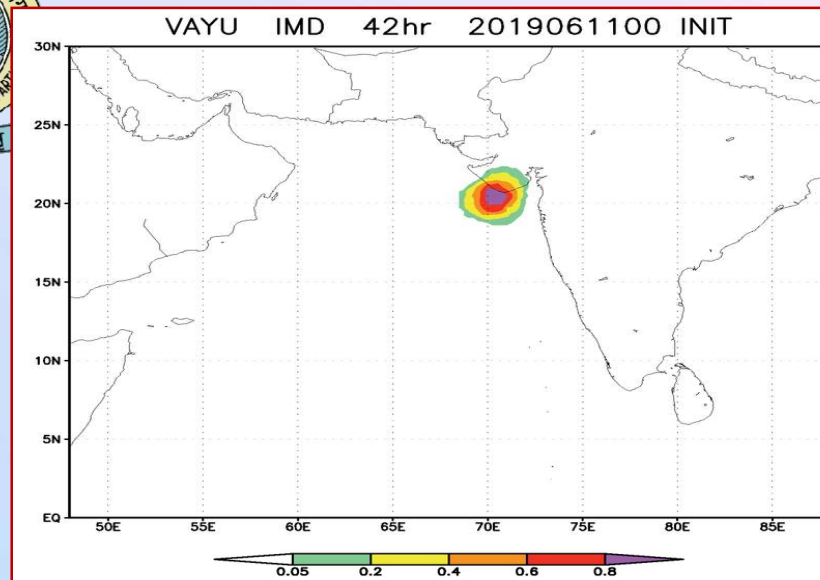 VAYU IMD 42hr 2019061100 INIT
30N
25N
20N
15N
10N
5N
EQ
50E 55E 60E 65E 70E 75E 80E 85E
0.05 0.2 0.4 0.6 0.8